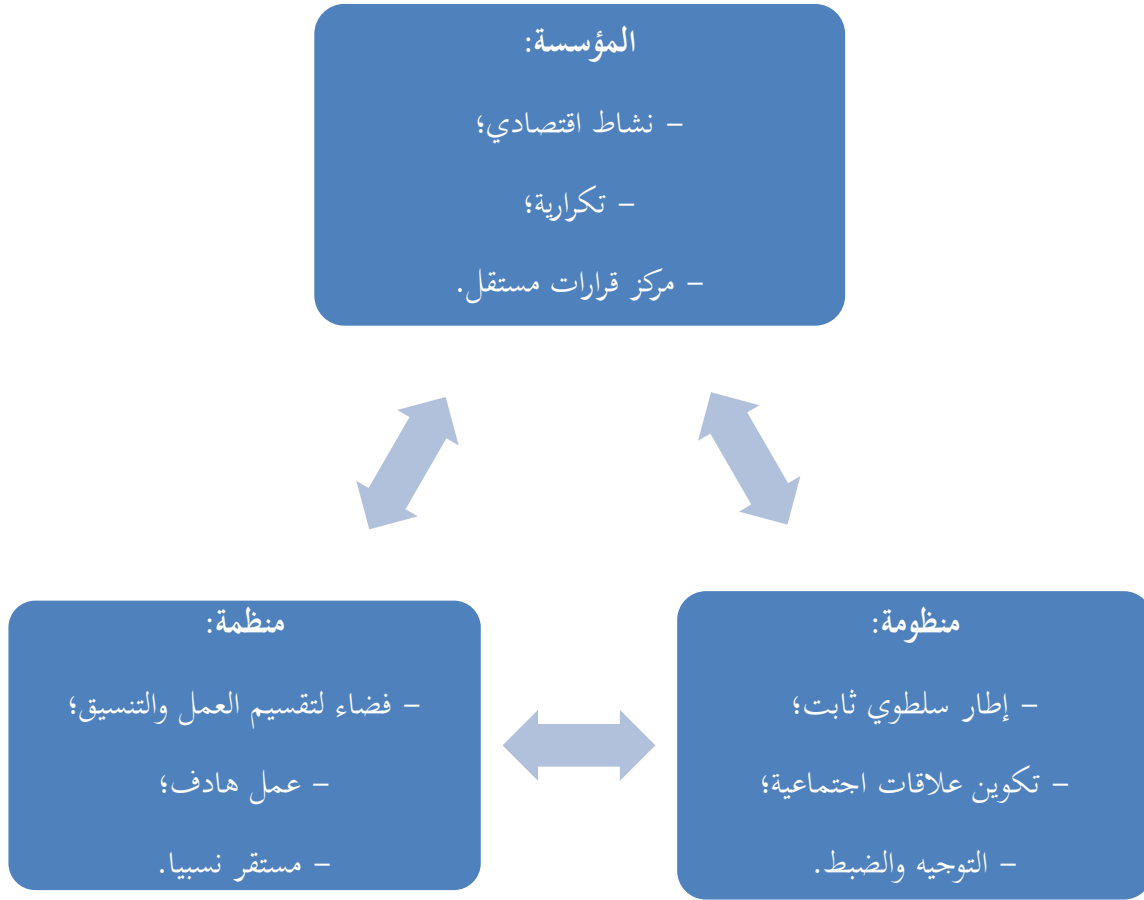 المؤسسة:
- نشاط اقتصادي؛
- تكرارية؛
- مركز قرارات مستقل.
منظومة:
- إطار سلطوي ثابت؛
- تكوين علاقات اجتماعية؛
- التوجيه والضبط.
منظمة:
- فضاء لتقسيم العمل والتنسيق؛
- عمل هادف؛
- مستقر نسبيا.